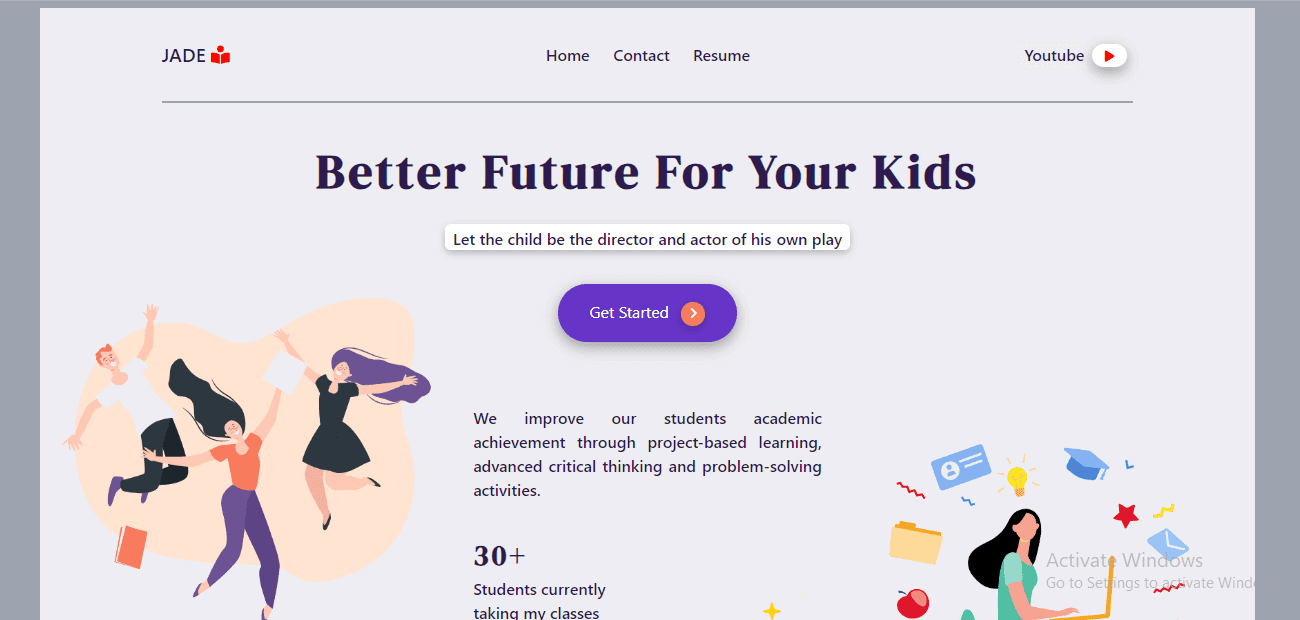 JADE
Home Contact Resume
Youtube
Better Future For Your Kids
Let the child be the director and actor of his own play
Get Started
We improve our students academic
achievement through project-based learning,
advanced critical thinking and problem-solving
activities.
30+
Students currently
taking my classes
Activate Windows
Go to Settings to activate